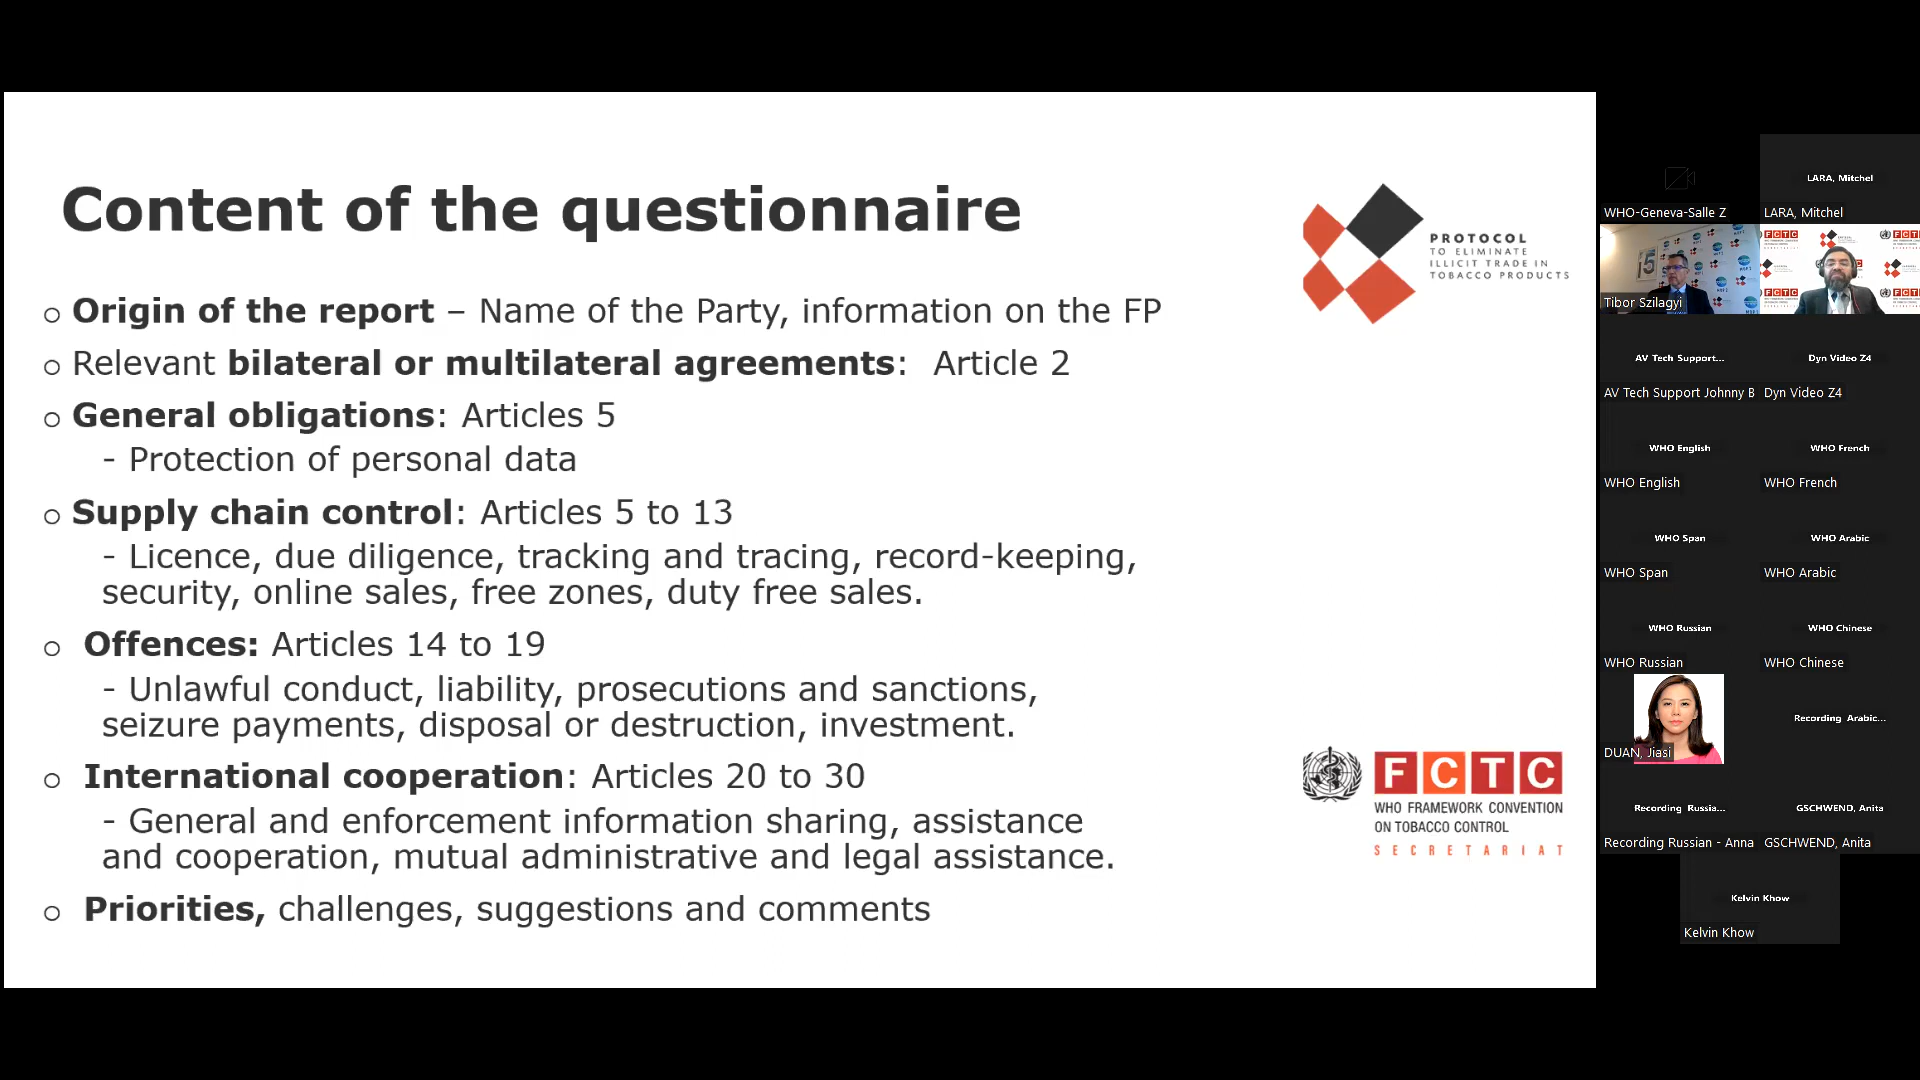 Content of the questionnaire
o Origin of the report – Name of the Party, information on the FP
o Relevant bilateral or multilateral agreements: Article 2
o General obligations: Articles 5
- Protection of personal data
o Supply chain control: Articles 5 to 13
- Licence, due diligence, tracking and tracing, record-keeping,
security, online sales, free zones, duty free sales.
o Offences: Articles 14 to 19
- Unlawful conduct, liability, prosecutions and sanctions,
seizure payments, disposal or destruction, investment.
o International cooperation: Articles 20 to 30
- General and enforcement information sharing, assistance
and cooperation, mutual administrative and legal assistance.
o Priorities, challenges, suggestions and comments
PROTOCOL
TO ELIMINATE
ILLICIT TRADE IN
TOBACCO PRODUCTS
FCTC
WHO FRAMEWORK CONVENTION
ON TOBACCO CONTROL
SECRETARIAT
WHO-Geneva-Salle Z
LARA, Mitchel
LARA, Mitchel
Tibor Szilagyi
AV Tech Support...
AV Tech Support Johnny B
Dyn Video Z4
Dyn Video Z4
WHO English
WHO English
WHO French
WHO French
WHO Span
WHO Span
WHO Arabic
WHO Arabic
WHO Russian
WHO Russian
WHO Chinese
WHO Chinese
DUAN, Jiasi
Recording Arabic...
Recording Russia...
Recording Russian - Anna
GSCHWEND, Anita
GSCHWEND, Anita
Kelvin Khow
Kelvin Khow